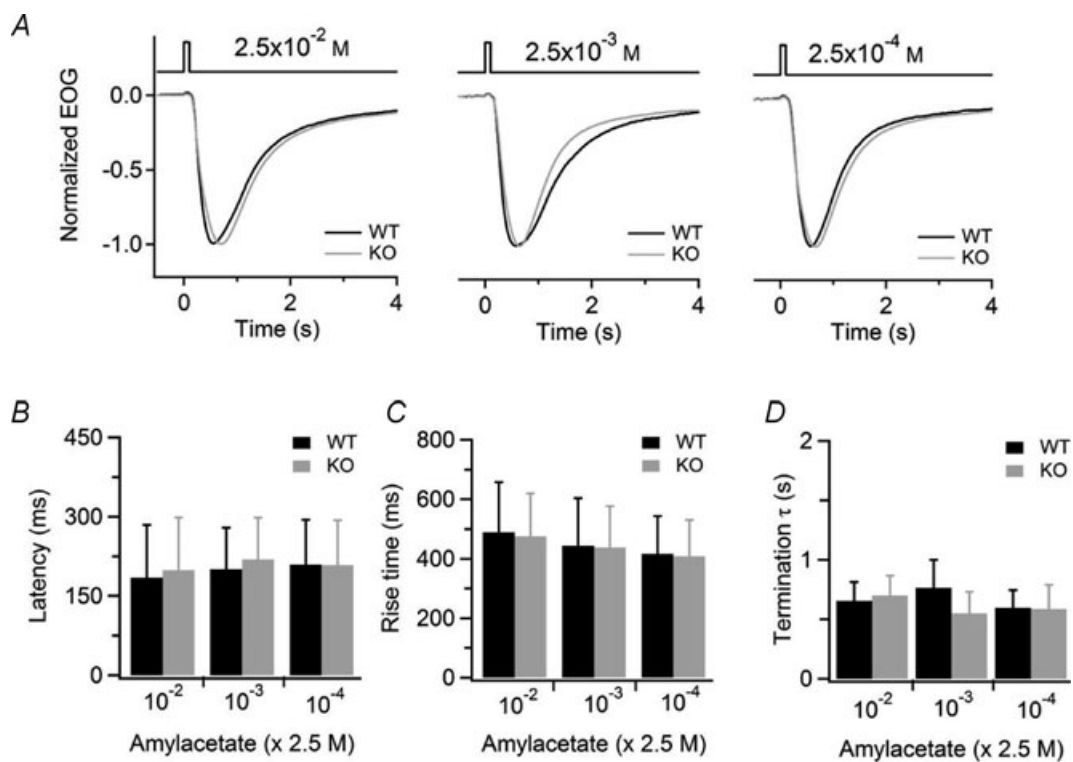 A
2.5x10⁻² M
2.5x10⁻³ M
2.5x10⁻⁴ M
Normalized EOG
0.0
-0.5
-1.0
WT
KO
WT
KO
WT
KO
0 2 4
0 2 4
0 2 4
Time (s)
Time (s)
Time (s)
B
Latency (ms)
450
300
150
0
WT
KO
10⁻² 10⁻³ 10⁻⁴
Amylacetate (x 2.5 M)
C
Rise time (ms)
800
600
400
200
0
WT
KO
10⁻² 10⁻³ 10⁻⁴
Amylacetate (x 2.5 M)
D
Termination τ (s)
2
1
0
WT
KO
10⁻² 10⁻³ 10⁻⁴
Amylacetate (x 2.5 M)